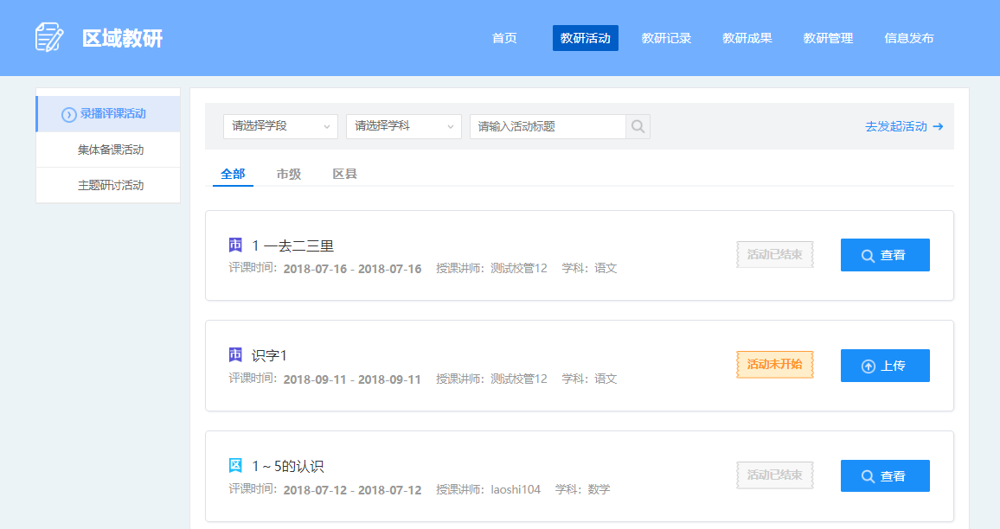 区域教研
首页 教研活动 教研记录 教研成果 教研管理 信息发布
录播评课活动
集体备课活动
主题研讨活动
请选择学段 请选择学科 请输入活动标题 去发起活动
全部 市级 区县
市 1 一去二三里
评课时间: 2018-07-16 - 2018-07-16 授课讲师: 测试校管12 学科: 语文
活动已结束 查看
市 识字1
评课时间: 2018-09-11 - 2018-09-11 授课讲师: 测试校管12 学科: 语文
活动未开始 上传
区 1～5的认识
评课时间: 2018-07-12 - 2018-07-12 授课讲师: laoshi104 学科: 数学
活动已结束 查看